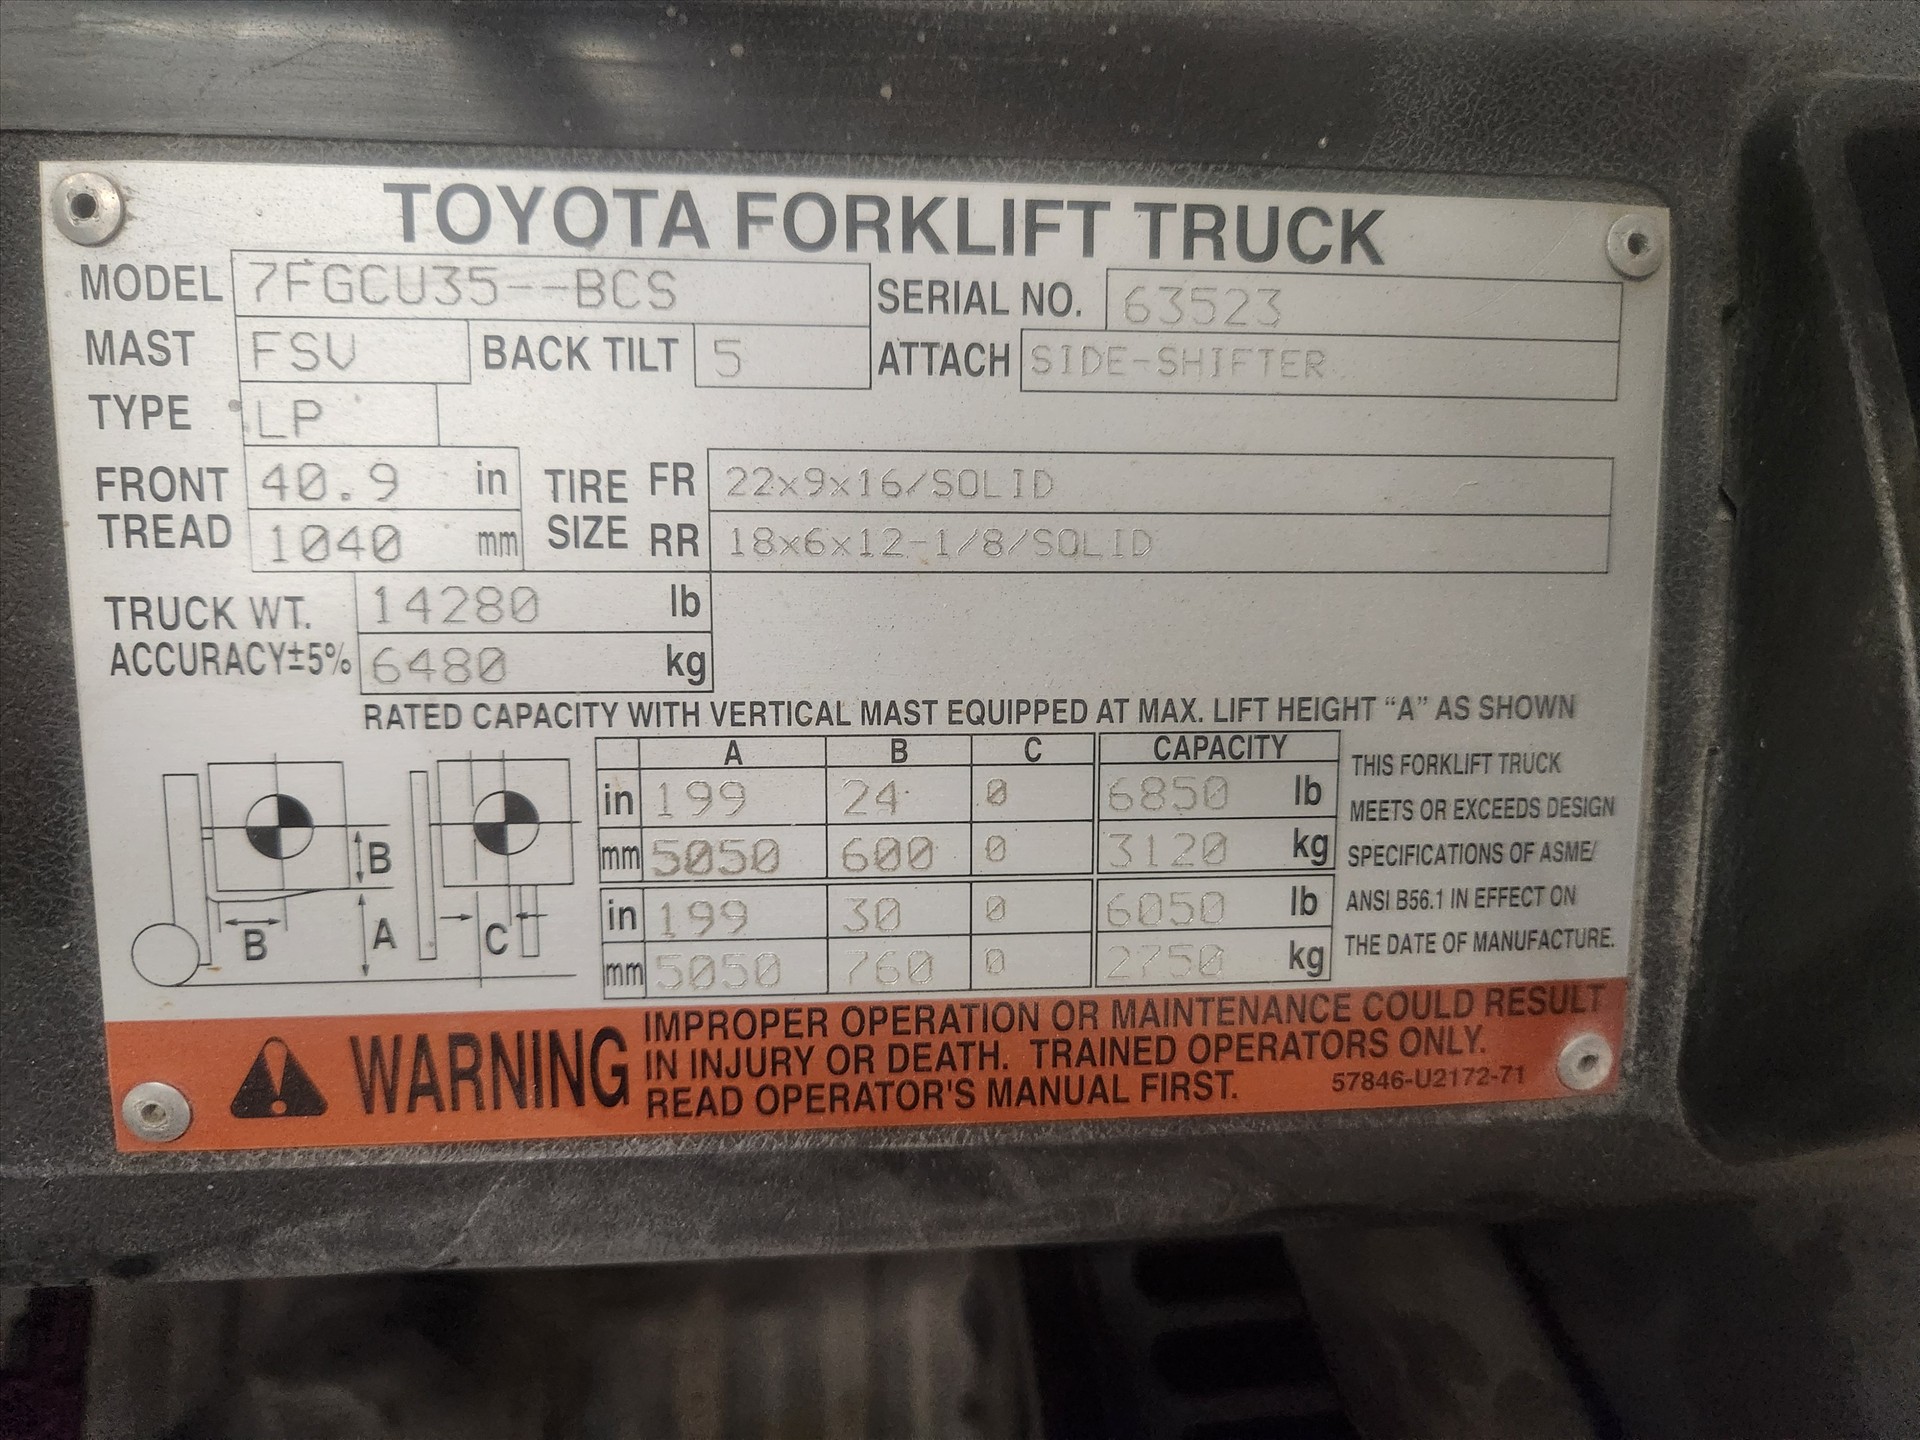 TOYOTA FORKLIFT TRUCK
MODEL 7FGCU35--BCS SERIAL NO. 63523
MAST FSV BACK TILT 5 ATTACH SIDE-SHIFTER
TYPE LP
FRONT TREAD 40.9 in TIRE SIZE FR 22x9x16/SOLID
1040 mm RR 18x6x12-1/8/SOLID
TRUCK WT. 14280 lb
ACCURACY±5% 6480 kg
RATED CAPACITY WITH VERTICAL MAST EQUIPPED AT MAX. LIFT HEIGHT "A" AS SHOWN
A B C CAPACITY
in 199 24 0 6850 lb
mm 5050 600 0 3120 kg
in 199 30 0 6050 lb
mm 5050 760 0 2750 kg
B
B A C
THIS FORKLIFT TRUCK
MEETS OR EXCEEDS DESIGN
SPECIFICATIONS OF ASME/
ANSI B56.1 IN EFFECT ON
THE DATE OF MANUFACTURE.
WARNING
IMPROPER OPERATION OR MAINTENANCE COULD RESULT
IN INJURY OR DEATH. TRAINED OPERATORS ONLY.
READ OPERATOR'S MANUAL FIRST. 57846-U2172-71